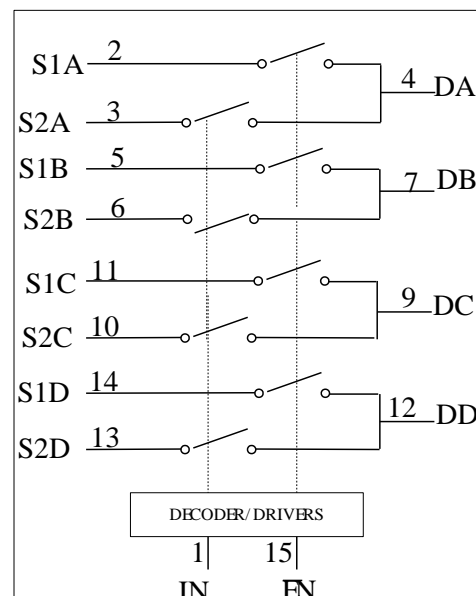 S1A 2
4 DA
S2A 3
S1B 5
7 DB
S2B 6
S1C 11
9 DC
S2C 10
S1D 14
12 DD
S2D 13
DECODER/DRIVERS
1 15
IN EN